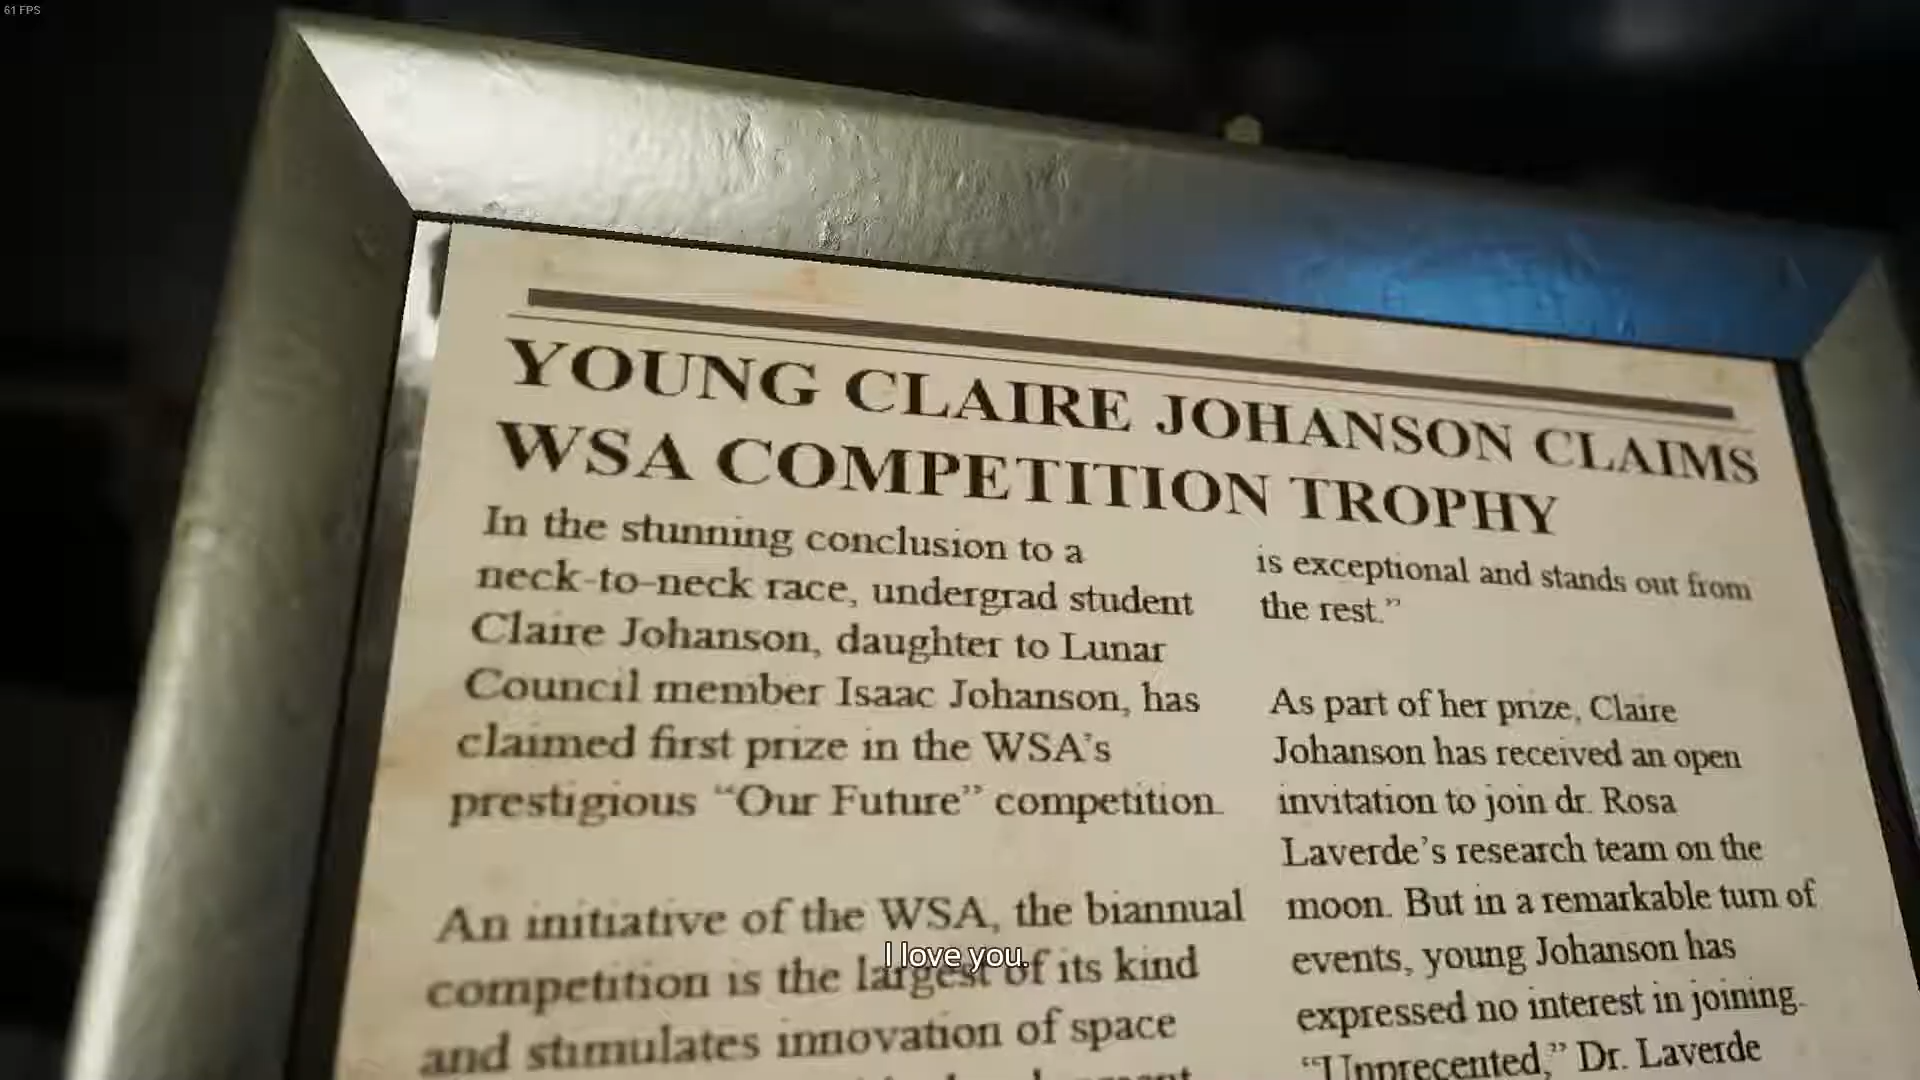 61 FPS
YOUNG CLAIRE JOHANSON CLAIMS
WSA COMPETITION TROPHY
In the stunning conclusion to a
neck-to-neck race, undergrad student
Claire Johanson, daughter to Lunar
Council member Isaac Johanson, has
claimed first prize in the WSA's
prestigious “Our Future” competition.
An initiative of the WSA, the biannual
competition is the largest of its kind
and stimulates innovation of space
is exceptional and stands out from
the rest.”
As part of her prize, Claire
Johanson has received an open
invitation to join dr. Rosa
Laverde's research team on the
moon. But in a remarkable turn of
events, young Johanson has
expressed no interest in joining.
“Unprecented,” Dr. Laverde
I love you.